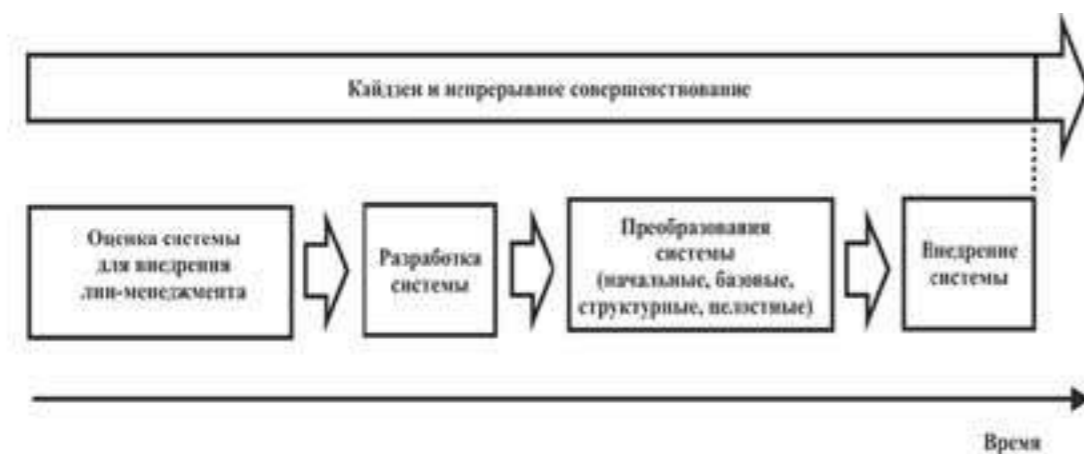 Кайдзен и непрерывное совершенствование
Оценка системы
для внедрения
лин-менеджмента
Разработка
системы
Преобразования
системы
(начальные, базовые,
структурные, целостные)
Внедрение
системы
Время